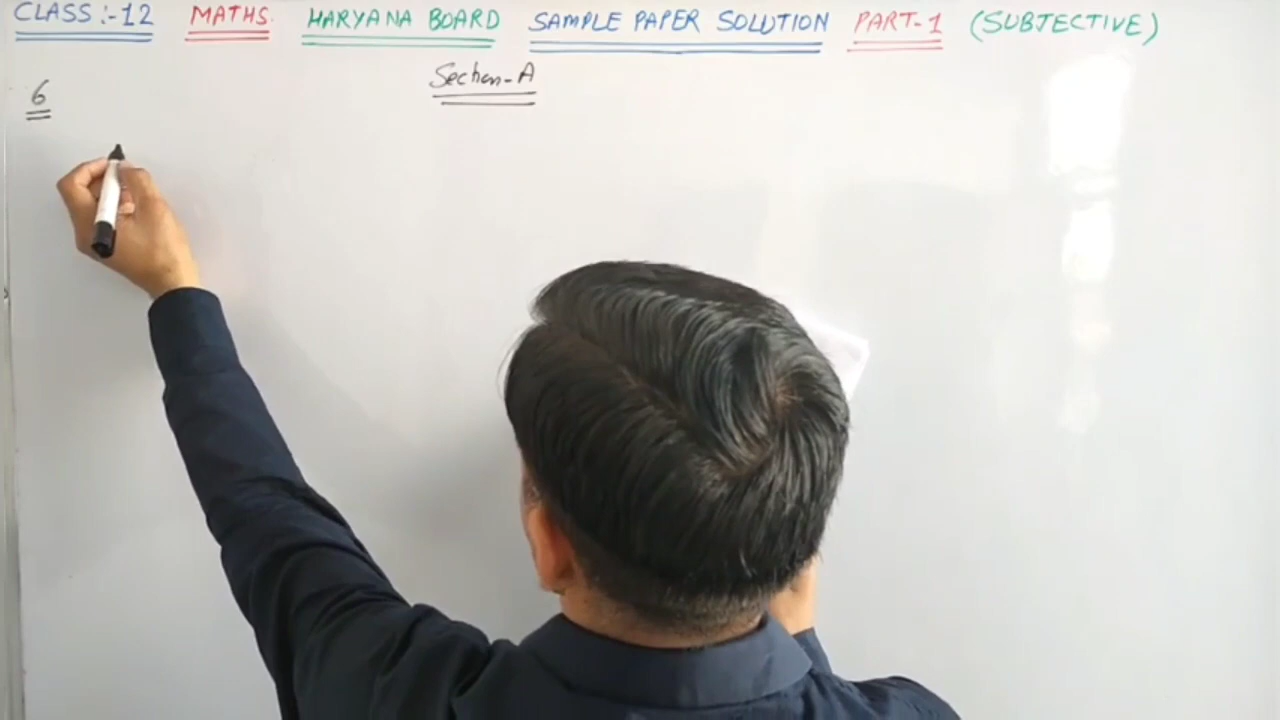 CLASS :- 12 MATHS. HARYANA BOARD SAMPLE PAPER SOLUTION PART-1 (SUBJECTIVE)
Section-A
6